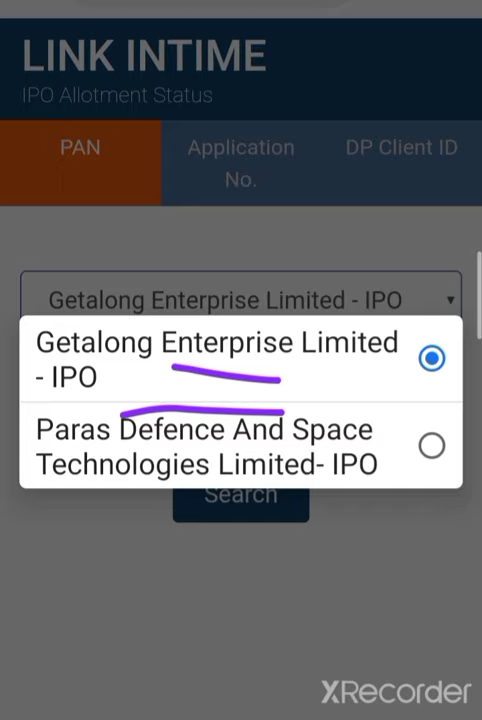 LINK INTIME
IPO Allotment Status
PAN
Application
No.
DP Client ID
Getalong Enterprise Limited - IPO
Getalong Enterprise Limited
- IPO
Paras Defence And Space
Technologies Limited- IPO
Search
XRecorder